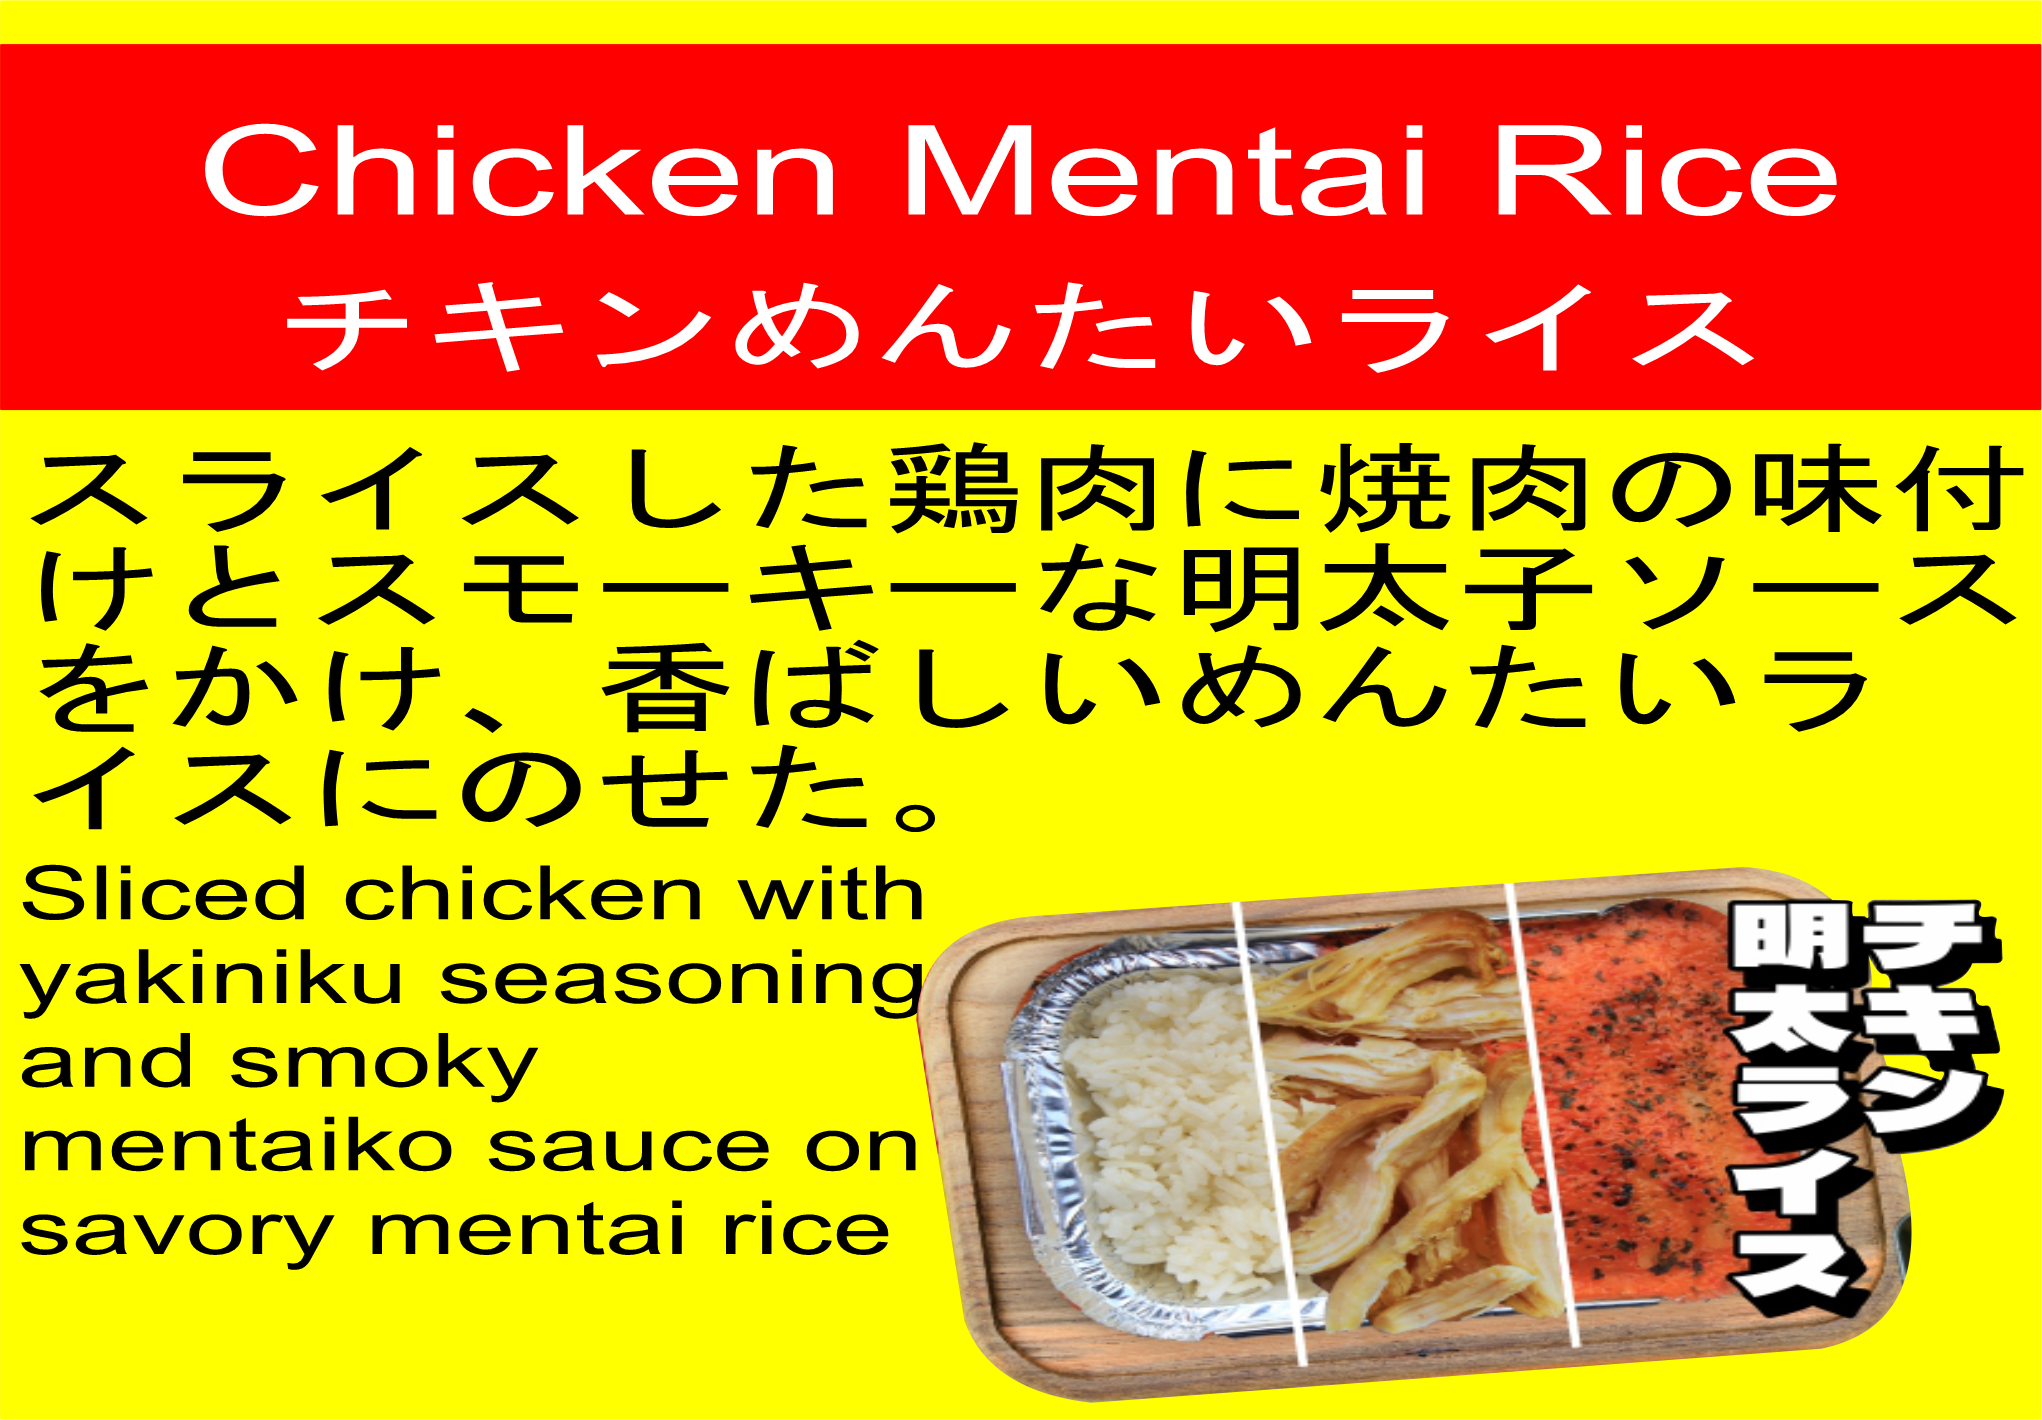 Chicken Mentai Rice
チキンめんたいライス
スライスした鶏肉に焼肉の味付
けとスモーキーな明太子ソース
をかけ、香ばしいめんたいラ
イスにのせた。
Sliced chicken with
yakiniku seasoning
and smoky
mentaiko sauce on
savory mentai rice
チキン
明太ライス